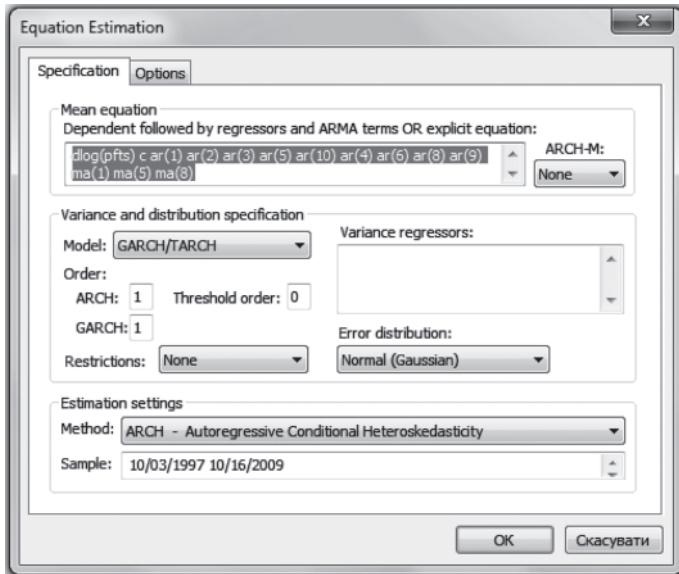 Equation Estimation
Specification Options
Mean equation
Dependent followed by regressors and ARMA terms OR explicit equation:
dlog(pfts) c ar(1) ar(2) ar(3) ar(5) ar(10) ar(4) ar(6) ar(8) ar(9)
ma(1) ma(5) ma(8)
ARCH-M:
None
Variance and distribution specification
Model: GARCH/TARCH
Variance regressors:
Order:
ARCH: 1 Threshold order: 0
GARCH: 1
Error distribution:
Restrictions: None
Normal (Gaussian)
Estimation settings
Method: ARCH - Autoregressive Conditional Heteroskedasticity
Sample: 10/03/1997 10/16/2009
OK Скасувати